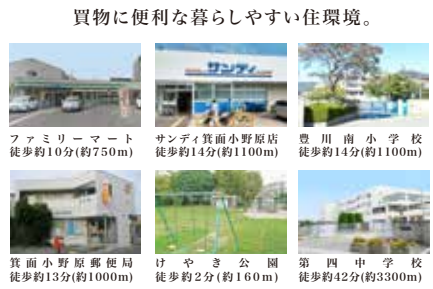 買物に便利な暮らしやすい住環境。
サンディ
ファミリーマート
徒歩約10分(約750m)
サンディ箕面小野原店
徒歩約14分(約1100m)
豊川南小学校
徒歩約14分(約1100m)
箕面小野原郵便局
徒歩約13分(約1000m)
けやき公園
徒歩約2分(約160m)
第四中学校
徒歩約42分(約3300m)